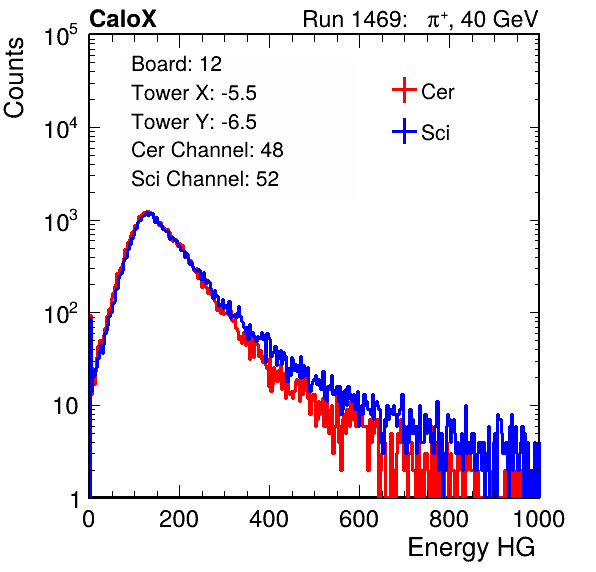 CaloX Run 1469: π⁺, 40 GeV
Counts
Board: 12
Tower X: -5.5
Tower Y: -6.5
Cer Channel: 48
Sci Channel: 52
Cer
Sci
10⁵
10⁴
10³
10²
10
1
0 200 400 600 800 1000
Energy HG